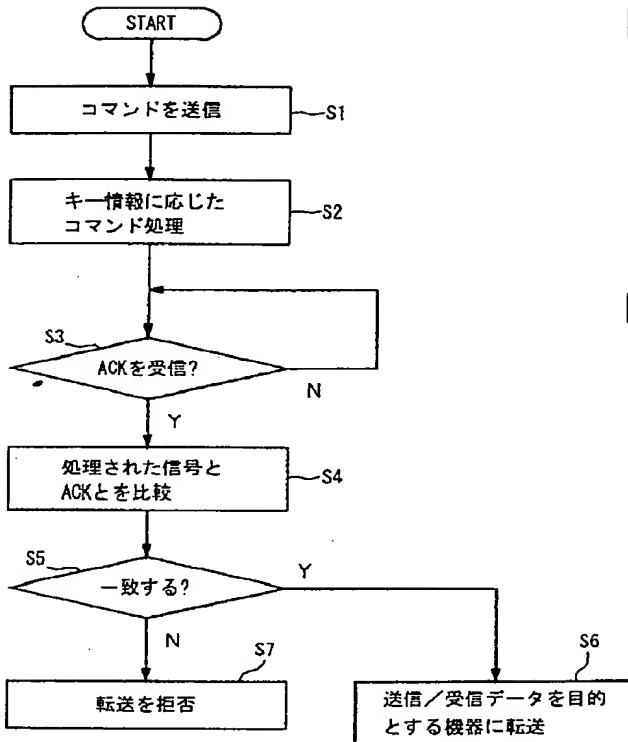 START
コマンドを送信
S1
キー情報に応じた
コマンド処理
S2
S3
ACKを受信?
N
Y
処理された信号と
ACKとを比較
S4
S5
一致する?
Y
N
S7
転送を拒否
S6
送信／受信データを目的
とする機器に転送